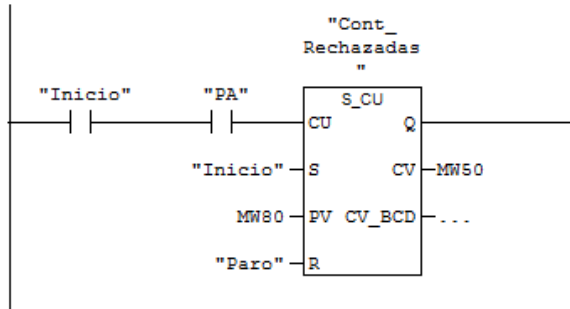 "Cont_
Rechazadas
"
"Inicio" "PA" S_CU
CU Q
"Inicio" S CV MW50
MW80 PV CV_BCD ...
"Paro" R